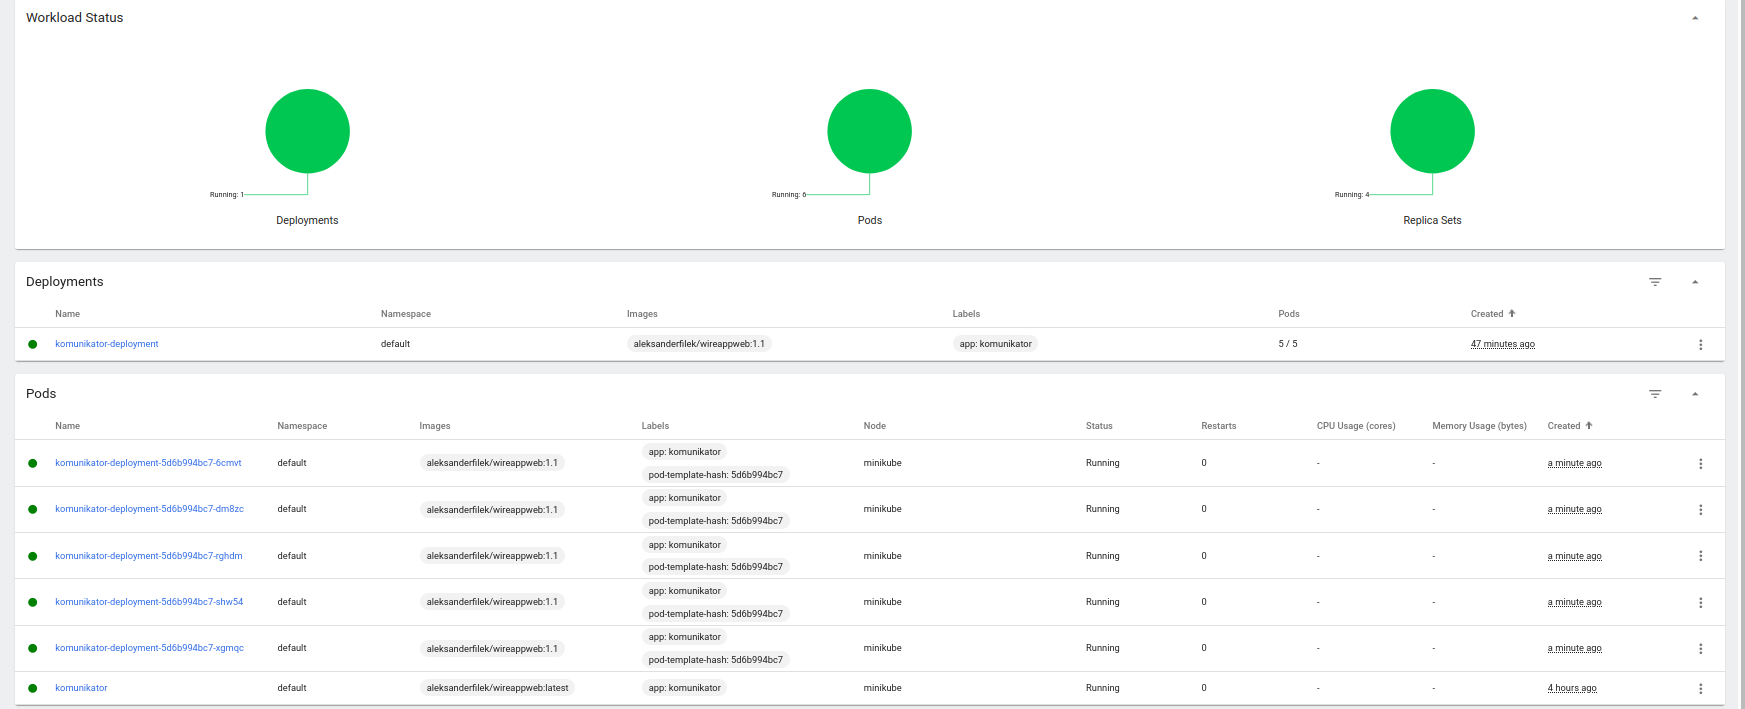 Workload Status
Running: 1
Running: 6
Running: 4
Deployments
Pods
Replica Sets
Deployments
Name Namespace Images Labels Pods Created
komunikator-deployment default aleksanderfilek/wireappweb:1.1 app: komunikator 5 / 5 47 minutes ago
Pods
Name Namespace Images Labels Node Status Restarts CPU Usage (cores) Memory Usage (bytes) Created
app: komunikator
komunikator-deployment-5d6b994bc7-6cmvt default aleksanderfilek/wireappweb:1.1 minikube Running 0 - - a minute ago
pod-template-hash: 5d6b994bc7
app: komunikator
komunikator-deployment-5d6b994bc7-dm8zc default aleksanderfilek/wireappweb:1.1 minikube Running 0 - - a minute ago
pod-template-hash: 5d6b994bc7
app: komunikator
komunikator-deployment-5d6b994bc7-rghdm default aleksanderfilek/wireappweb:1.1 minikube Running 0 - - a minute ago
pod-template-hash: 5d6b994bc7
app: komunikator
komunikator-deployment-5d6b994bc7-shw54 default aleksanderfilek/wireappweb:1.1 minikube Running 0 - - a minute ago
pod-template-hash: 5d6b994bc7
app: komunikator
komunikator-deployment-5d6b994bc7-xgmqc default aleksanderfilek/wireappweb:1.1 minikube Running 0 - - a minute ago
pod-template-hash: 5d6b994bc7
komunikator default aleksanderfilek/wireappweb:latest app: komunikator minikube Running 0 - - 4 hours ago